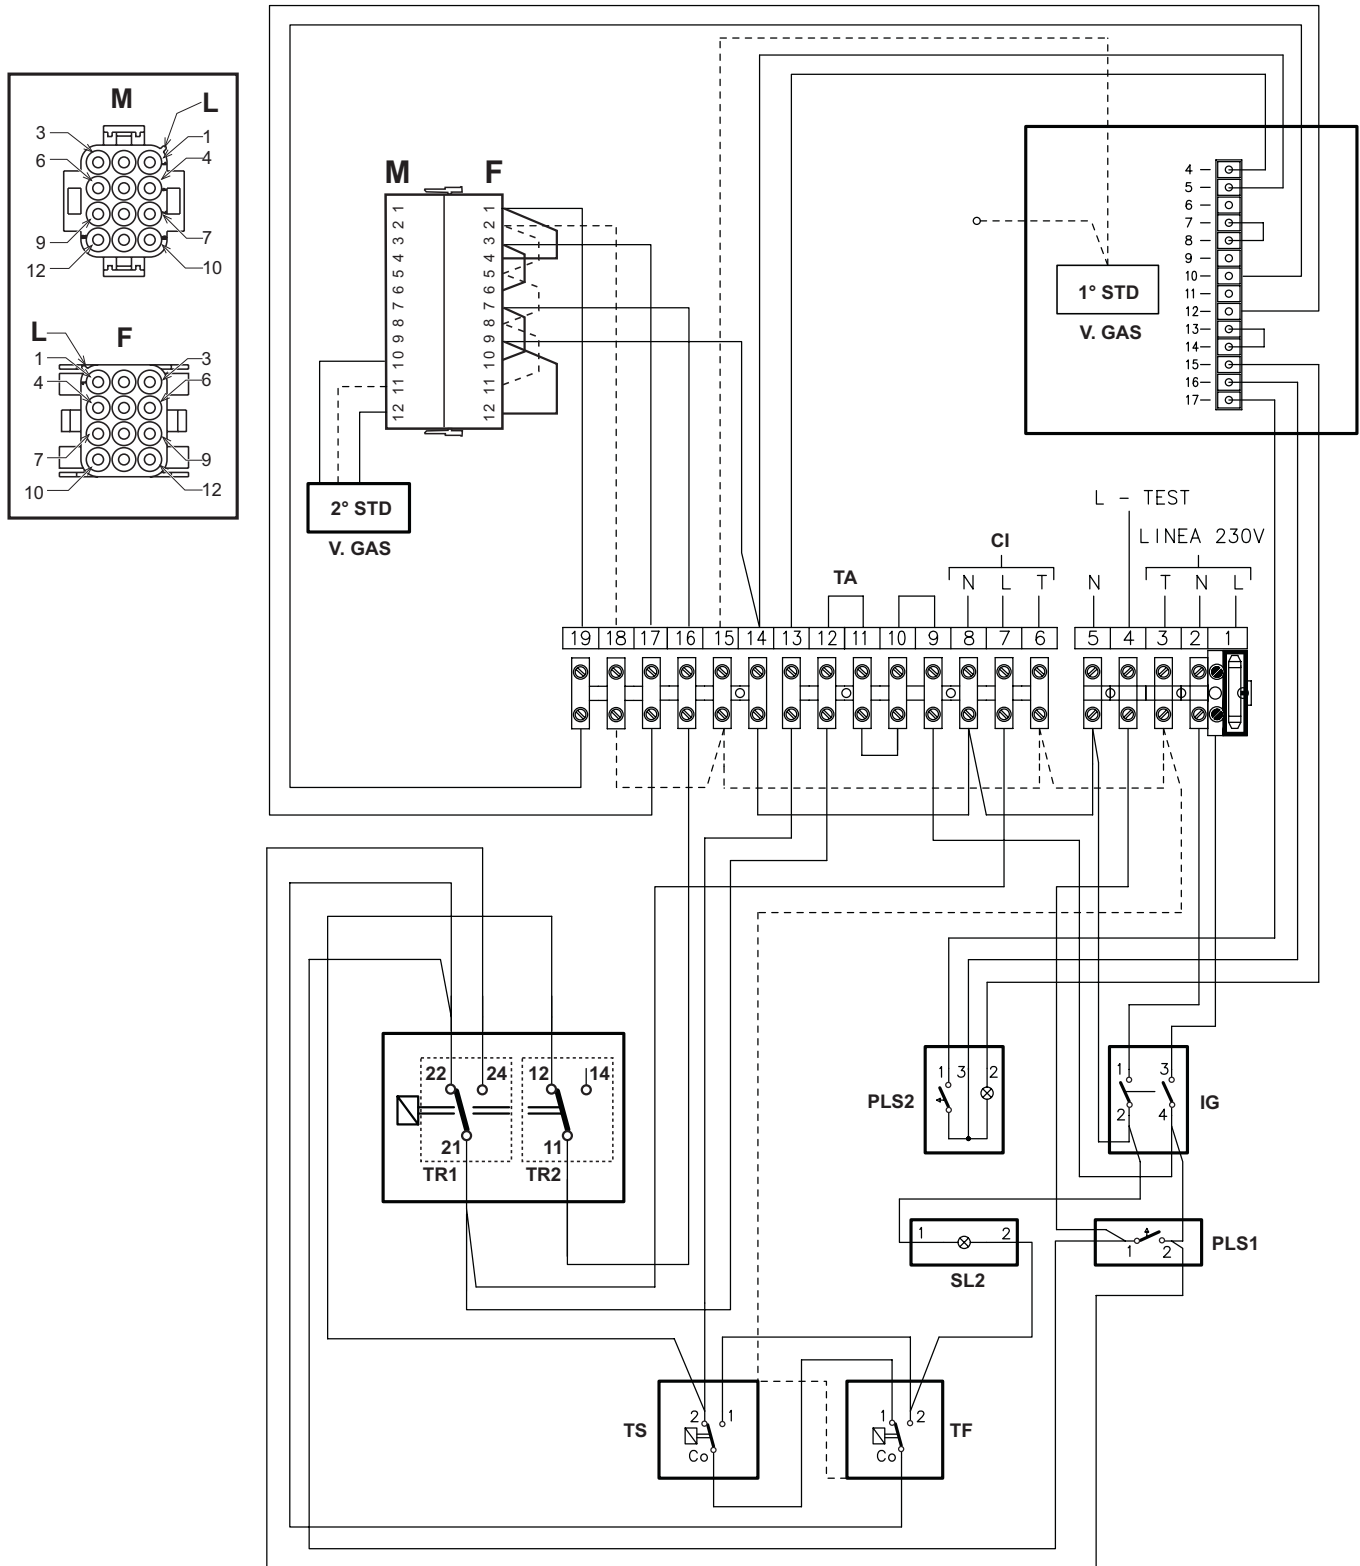 M
L
3
1
6
4
9
7
12
10
L
F
1
3
4
6
7
9
10
12
M F
1 1
2 2
3 3
4 4
5 5
6 6
7 7
8 8
9 9
10 10
11 11
12 12
2° STD
V. GAS
1° STD
V. GAS
4
5
6
7
8
9
10
11
12
13
14
15
16
17
L - TEST
LINEA 230V
CI
TA
N L T N T N L
19 18 17 16 15 14 13 12 11 10 9 8 7 6 5 4 3 2 1
22 24 12 14
21 11
TR1 TR2
PLS2
1 3 2
1 3
2 4
IG
1 2
SL2
1 2
PLS1
TS
2 1
Co
1 2
Co
TF